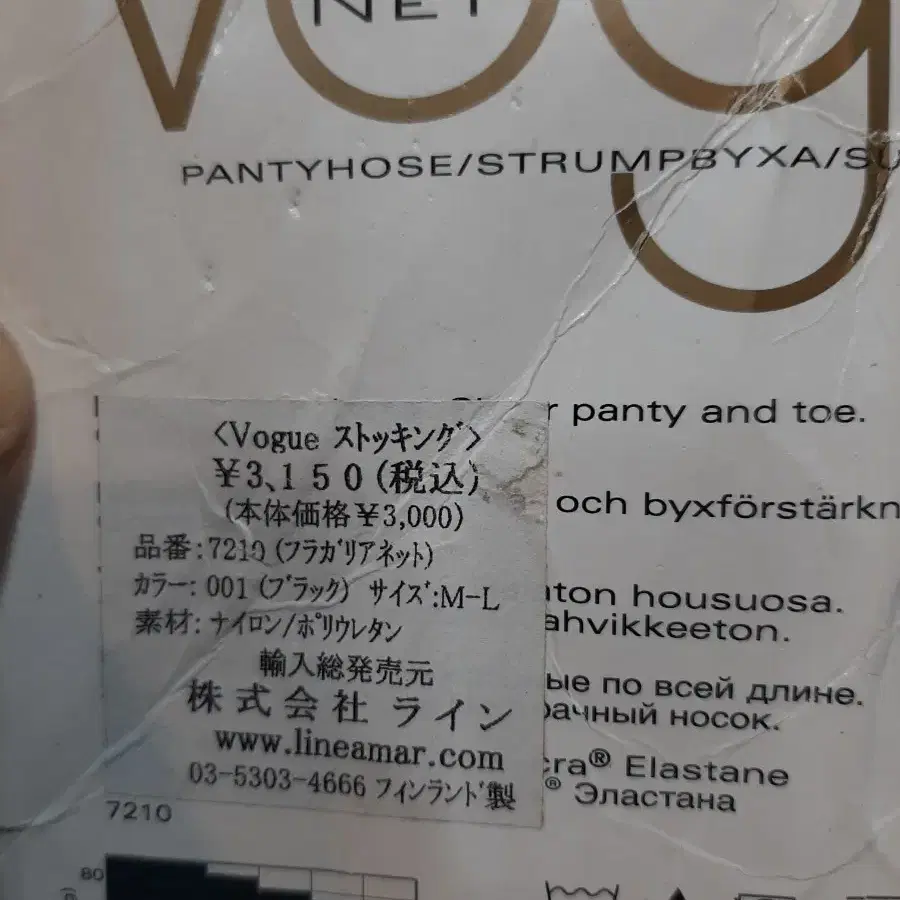 NET
Vog
PANTYHOSE/STRUMPBYXA/SU
r panty and toe.
och byxförstärkn
ton housuosa.
ahvikkeeton.
ые по всей длине.
рачный носок.
cra® Elastane
® Эластана
〈Vogue ストッキング〉
¥3,150(税込)
(本体価格¥3,000)
品番:7210(フラガリアネット)
カラー:001(ブラック) サイズ:M-L
素材:ナイロン/ポリウレタン
輸入総発売元
株式会社 ライン
www.lineamar.com
03-5303-4666 フィンランド製
7210
80